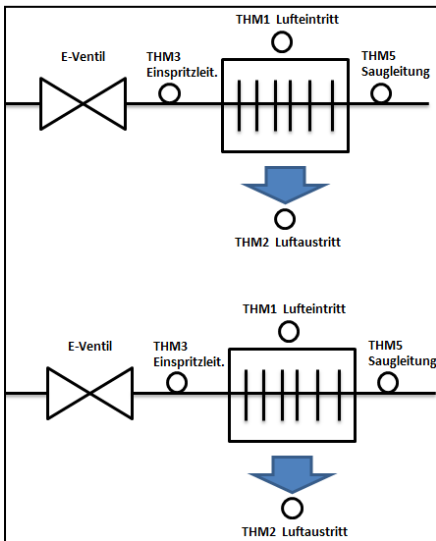 THM1 Lufteintritt
E-Ventil
THM3
Einspritzleit.
THM5
Saugleitung
THM2 Luftaustritt
THM1 Lufteintritt
E-Ventil
THM3
Einspritzleit.
THM5
Saugleitung
THM2 Luftaustritt